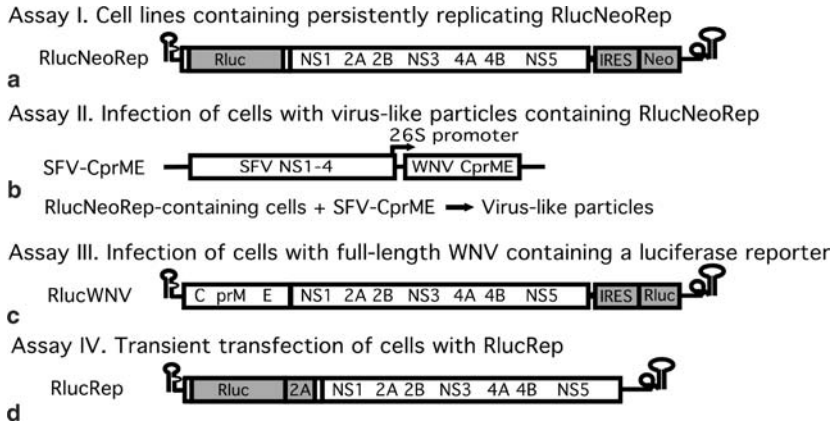 Assay I. Cell lines containing persistently replicating RlucNeoRep
RlucNeoRep Rluc NS1 2A 2B NS3 4A 4B NS5 IRES Neo
a
Assay II. Infection of cells with virus-like particles containing RlucNeoRep
26S promoter
SFV-CprME SFV NS1-4 WNV CprME
b
RlucNeoRep-containing cells + SFV-CprME → Virus-like particles
Assay III. Infection of cells with full-length WNV containing a luciferase reporter
RlucWNV C prM E NS1 2A 2B NS3 4A 4B NS5 IRES Rluc
c
Assay IV. Transient transfection of cells with RlucRep
RlucRep Rluc 2A NS1 2A 2B NS3 4A 4B NS5
d